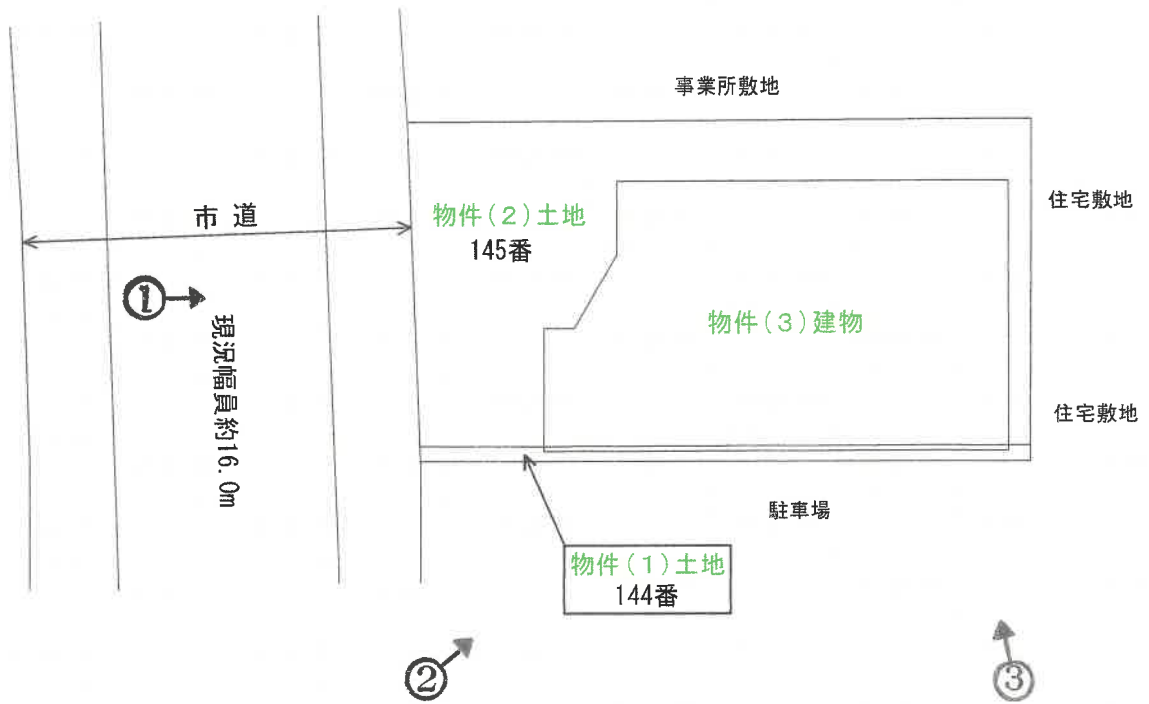 事業所敷地
住宅敷地
市道
物件(2)土地
145番
①
現況幅員約16.0m
物件(3)建物
住宅敷地
駐車場
物件(1)土地
144番
②
③